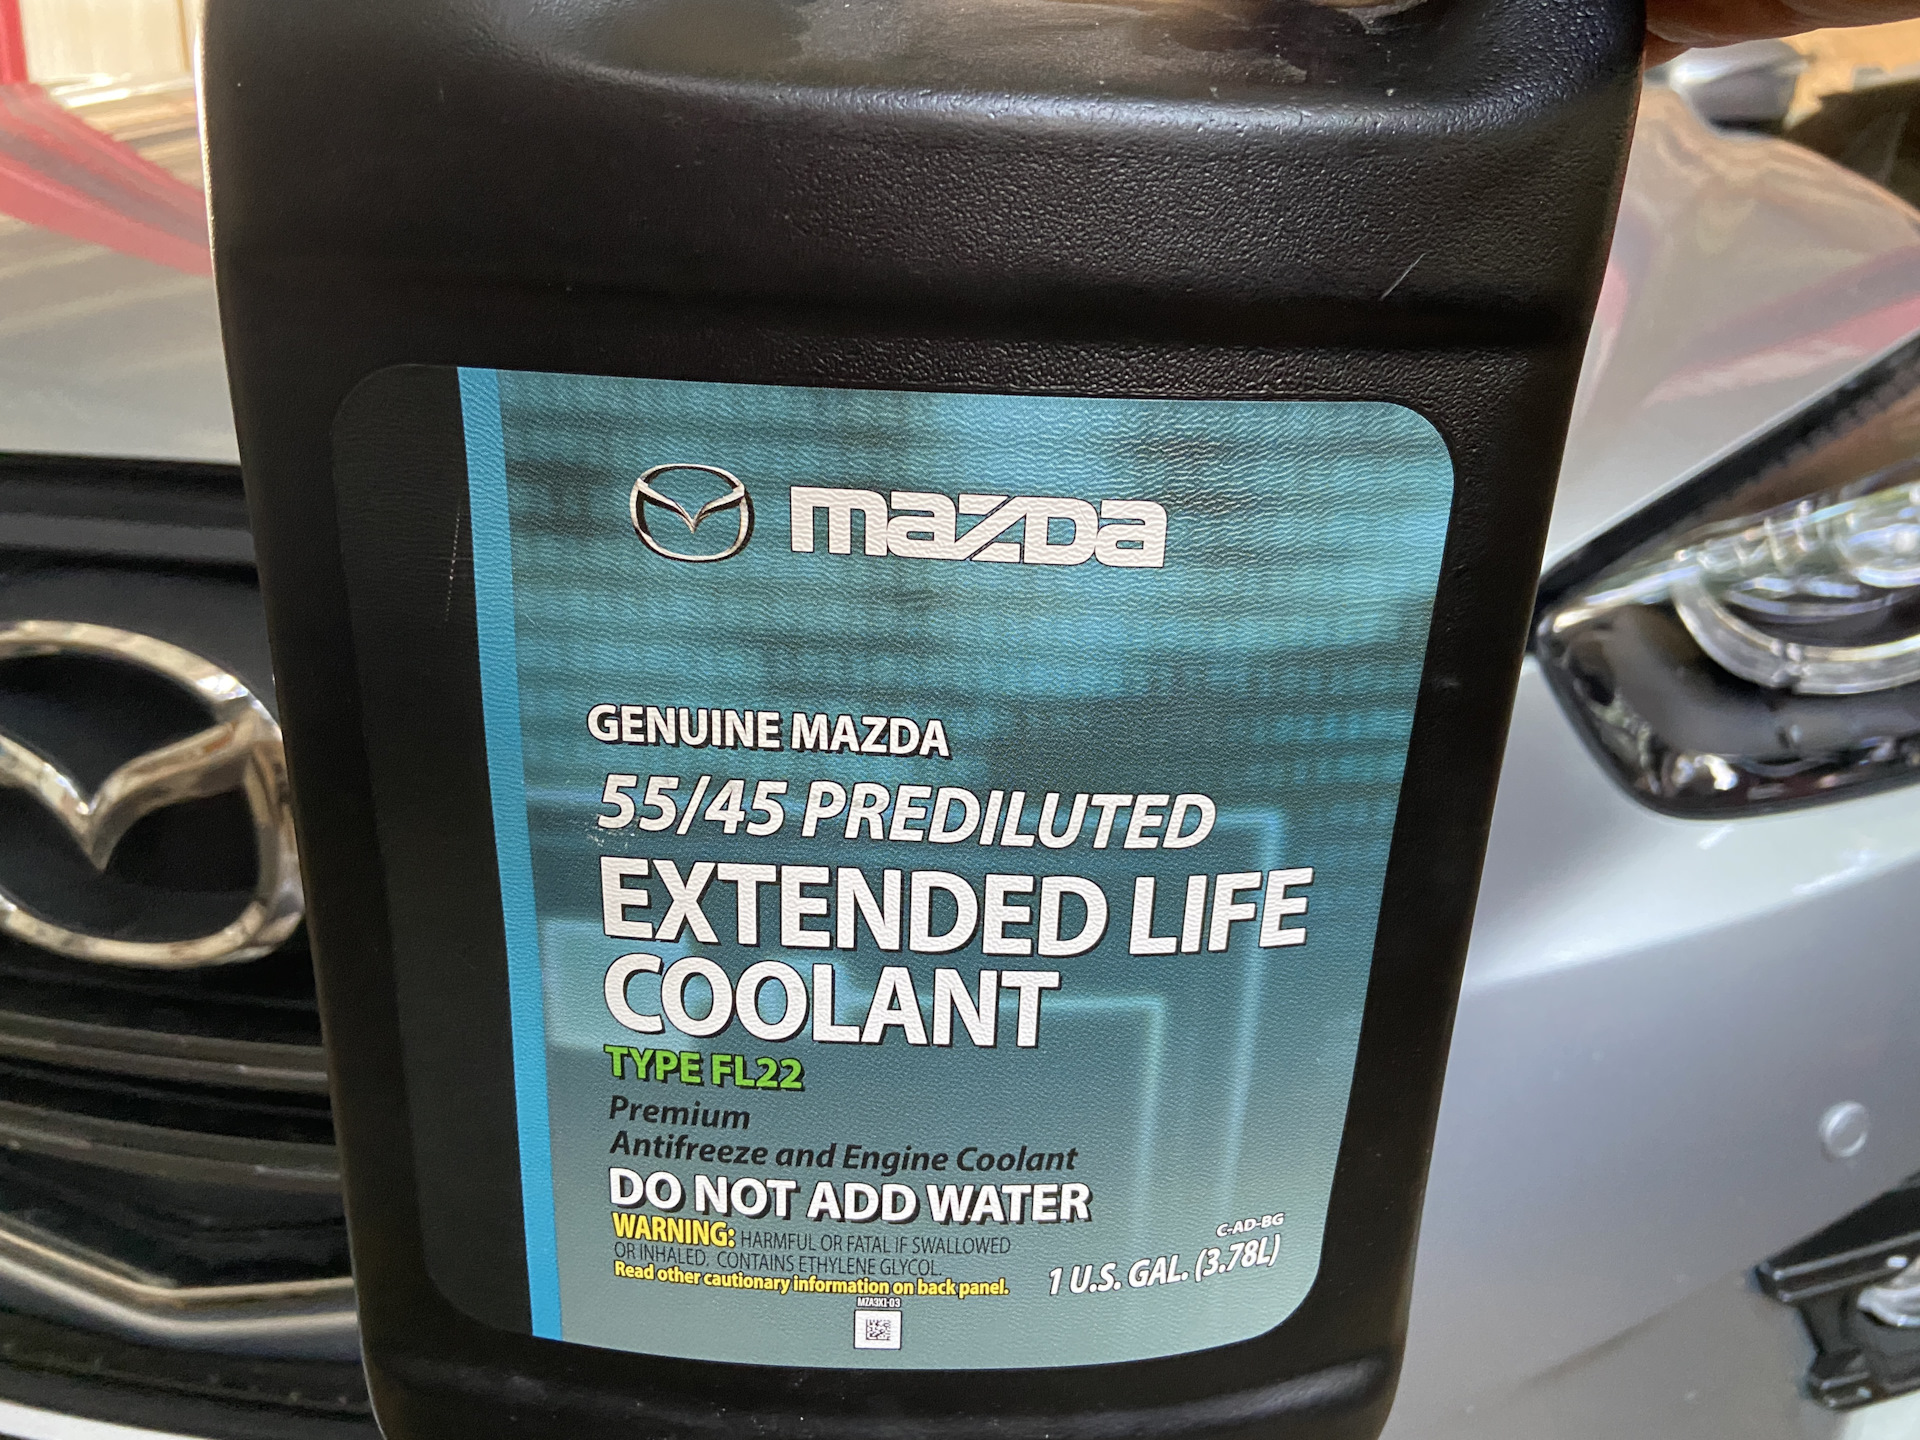 mazda
GENUINE MAZDA
55/45 PREDILUTED
EXTENDED LIFE
COOLANT
TYPE FL22
Premium
Antifreeze and Engine Coolant
DO NOT ADD WATER
WARNING: HARMFUL OR FATAL IF SWALLOWED
OR INHALED. CONTAINS ETHYLENE GLYCOL.
Read other cautionary information on back panel.
C-AD-BG
1 U.S. GAL. (3.78L)
MZA3X1-03